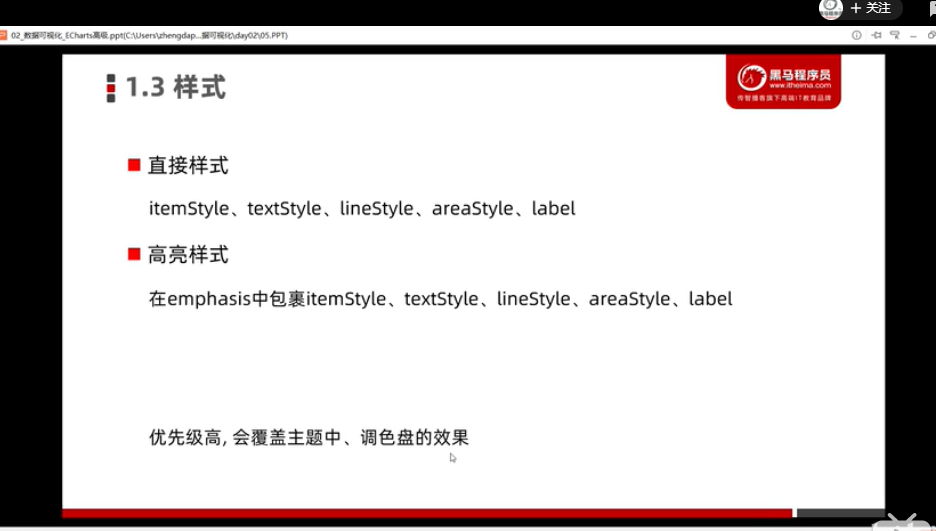 + 关注
02_数据可视化_ECharts高级.ppt(C:\Users\zhengdap...据可视化\day02\05.PPT)
1.3 样式
黑马程序员
www.itheima.com
传智播客旗下高端IT教育品牌
直接样式
itemStyle、textStyle、lineStyle、areaStyle、label
高亮样式
在emphasis中包裹itemStyle、textStyle、lineStyle、areaStyle、label
优先级高, 会覆盖主题中、调色盘的效果